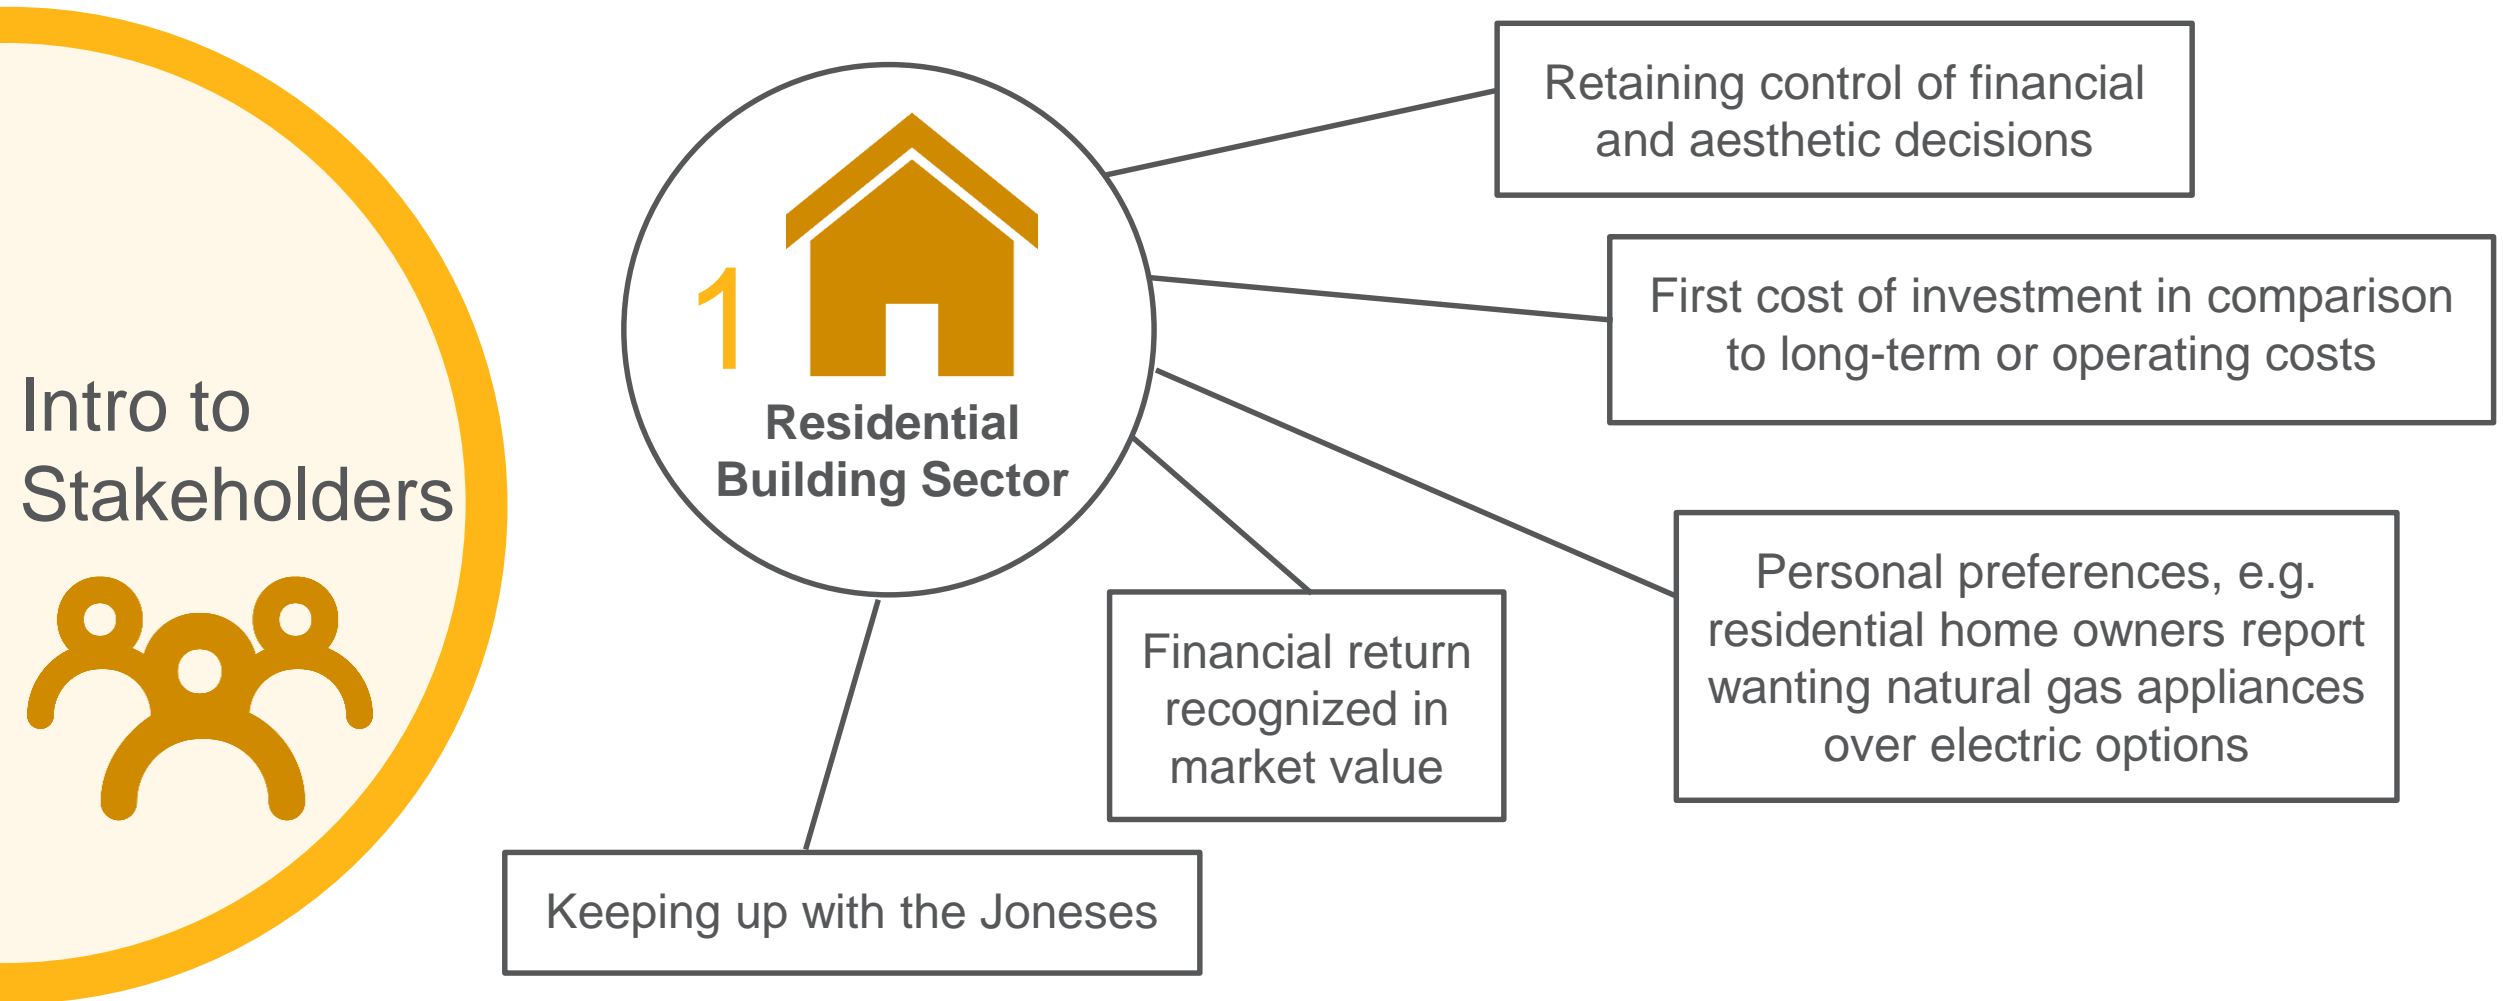 Intro to
Stakeholders
1
Residential
Building Sector
Retaining control of financial
and aesthetic decisions
First cost of investment in comparison
to long-term or operating costs
Personal preferences, e.g.
residential home owners report
wanting natural gas appliances
over electric options
Financial return
recognized in
market value
Keeping up with the Joneses